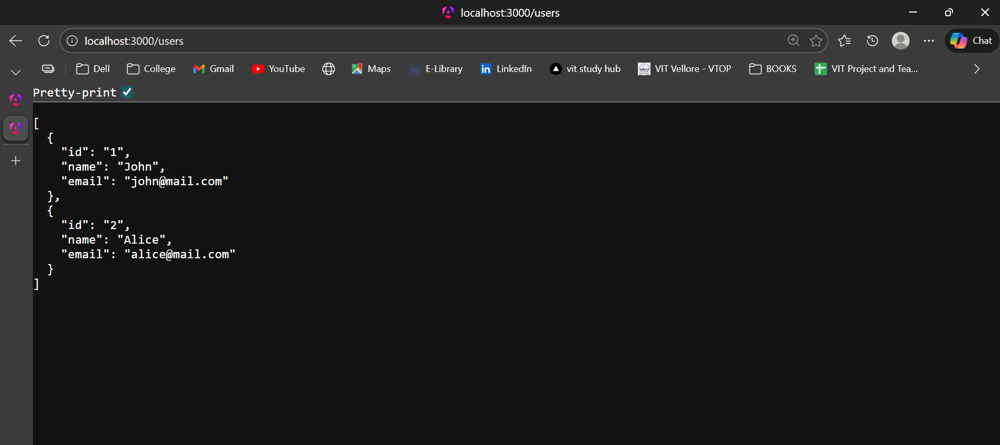 localhost:3000/users
localhost:3000/users
Chat
Dell
College
Gmail
YouTube
Maps
E-Library
LinkedIn
vit study hub
VIT Vellore - VTOP
BOOKS
VIT Project and Tea...
Pretty-print
[
  {
    "id": "1",
    "name": "John",
    "email": "john@mail.com"
  },
  {
    "id": "2",
    "name": "Alice",
    "email": "alice@mail.com"
  }
]